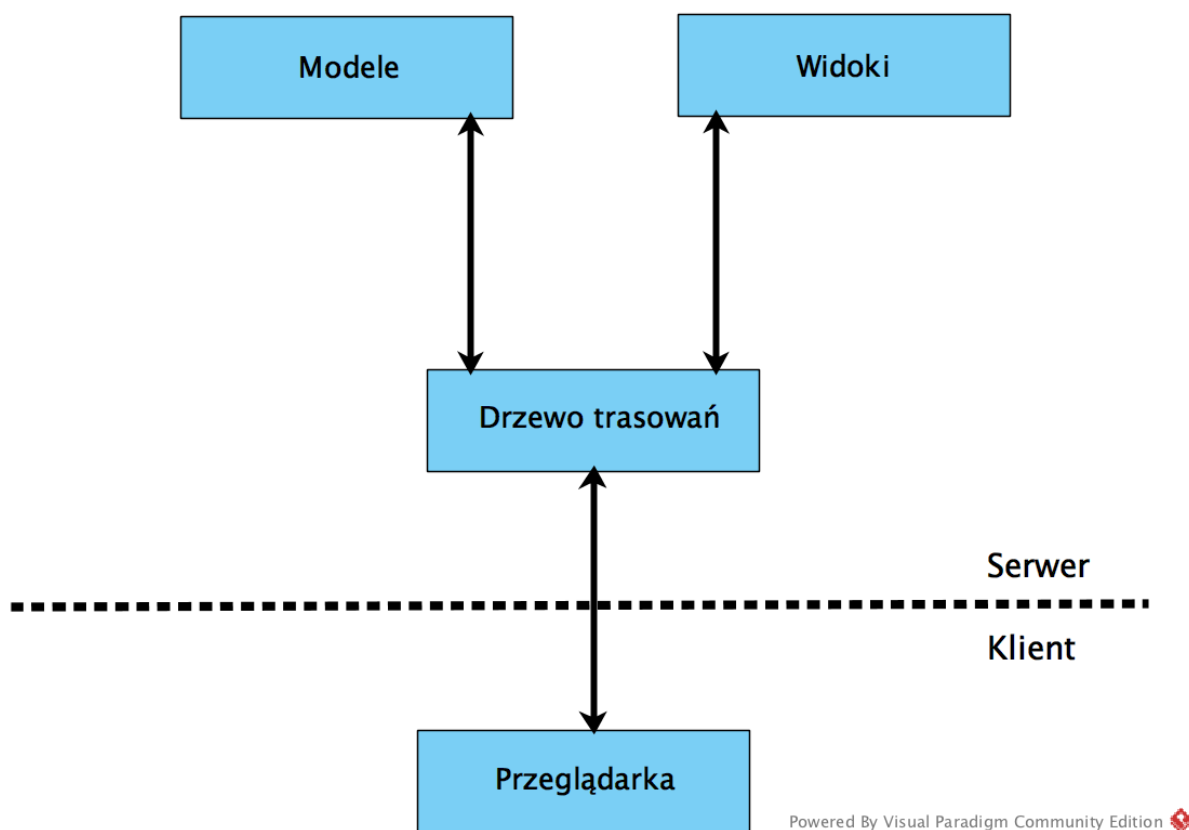 Modele
Widoki
Drzewo trasowań
Serwer
Klient
Przeglądarka
Powered By Visual Paradigm Community Edition